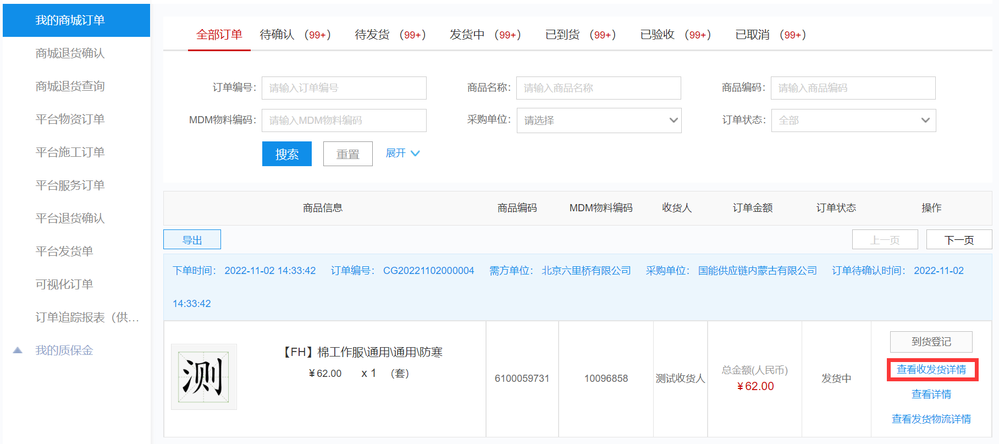 我的商城订单
商城退货确认
商城退货查询
平台物资订单
平台施工订单
平台服务订单
平台退货确认
平台发货单
可视化订单
订单追踪报表（供...
我的质保金
全部订单 待确认 （99+） 待发货 （99+） 发货中 （99+） 已到货 （99+） 已验收 （99+） 已取消 （99+）
订单编号： 请输入订单编号 商品名称： 请输入商品名称 商品编码： 请输入商品编码
MDM物料编码： 请输入MDM物料编码 采购单位： 请选择 订单状态： 全部
搜索 重置 展开
商品信息 商品编码 MDM物料编码 收货人 订单金额 订单状态 操作
导出 上一页 下一页
下单时间： 2022-11-02 14:33:42 订单编号： CG20221102000004 需方单位： 北京六里桥有限公司 采购单位： 国能供应链内蒙古有限公司 订单待确认时间： 2022-11-02
14:33:42
测
【FH】棉工作服\通用\通用\防寒
¥62.00 x 1 （套）
6100059731
10096858
测试收货人
总金额(人民币)
¥62.00
发货中
到货登记
查看收发货详情
查看详情
查看发货物流详情